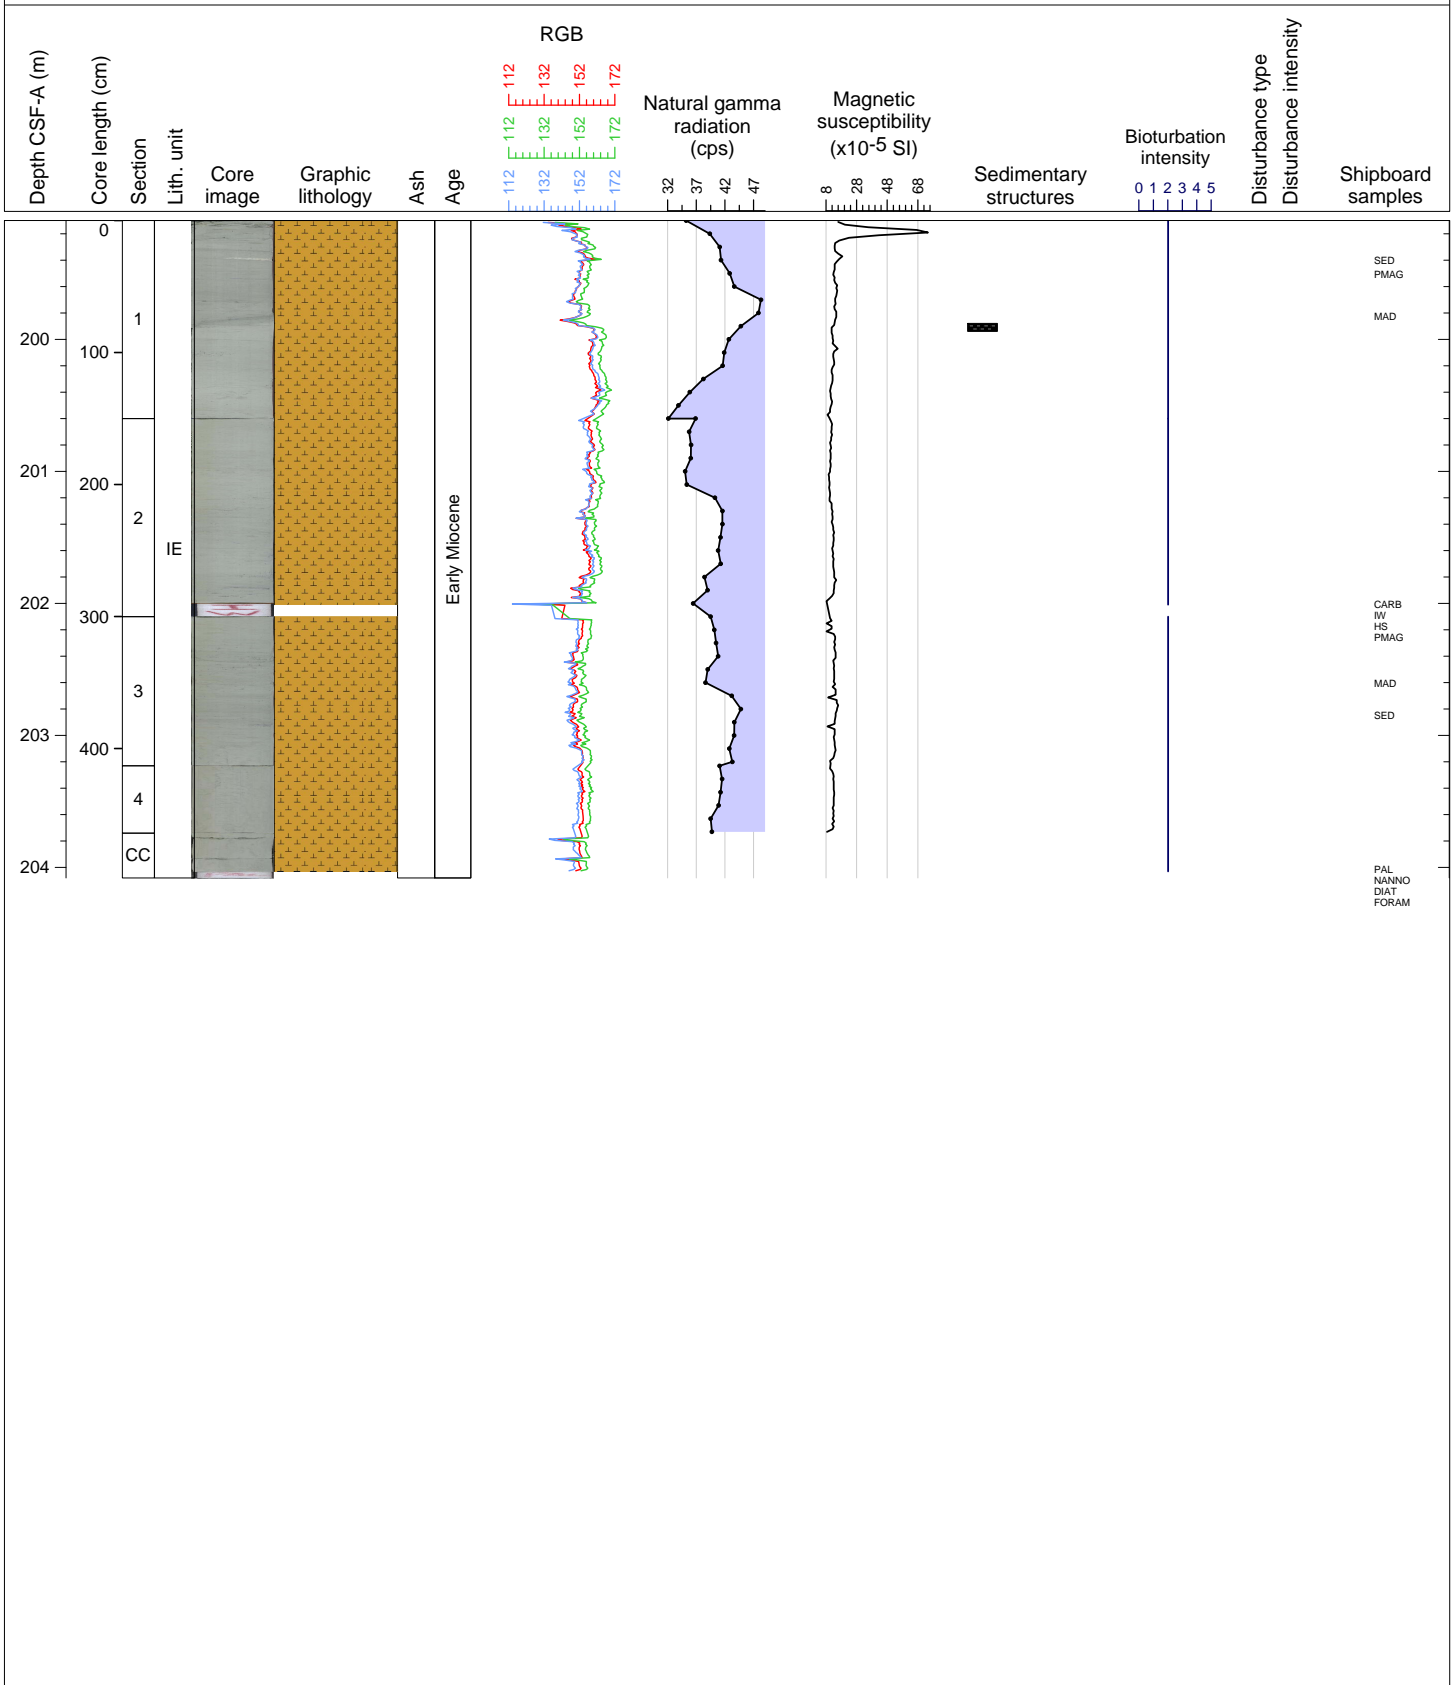 Depth CSF-A (m)
Core length (cm)
Section
Lith. unit
Core
image
Graphic
lithology
Ash
Age
RGB
112 132 152 172
112 132 152 172
112 132 152 172
Natural gamma
radiation
(cps)
32 37 42 47
Magnetic
susceptibility
(x10-5 SI)
8 28 48 68
Sedimentary
structures
Bioturbation
intensity
0 1 2 3 4 5
Disturbance type
Disturbance intensity
Shipboard
samples
200
201
202
203
204
0
100
200
300
400
1
2
3
4
CC
IE
Early Miocene
SED
PMAG
MAD
CARB
IW
HS
PMAG
MAD
SED
PAL
NANNO
DIAT
FORAM